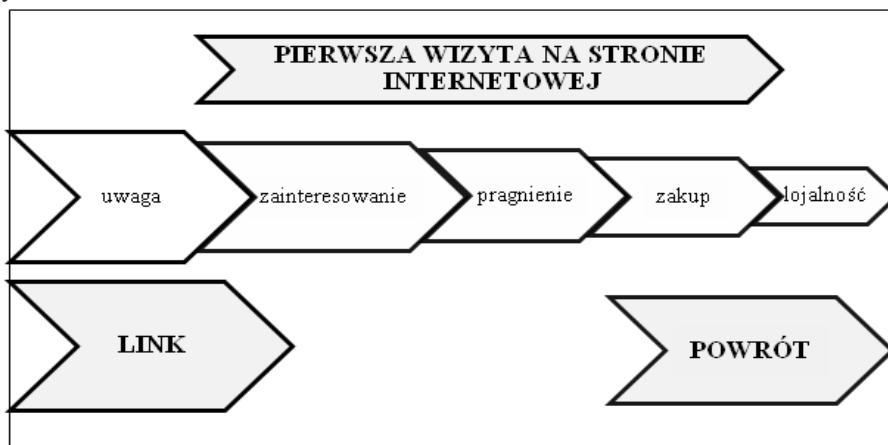 PIERWSZA WIZYTA NA STRONIE
INTERNETOWEJ
uwaga
zainteresowanie
pragnienie
zakup
lojalność
LINK
POWRÓT